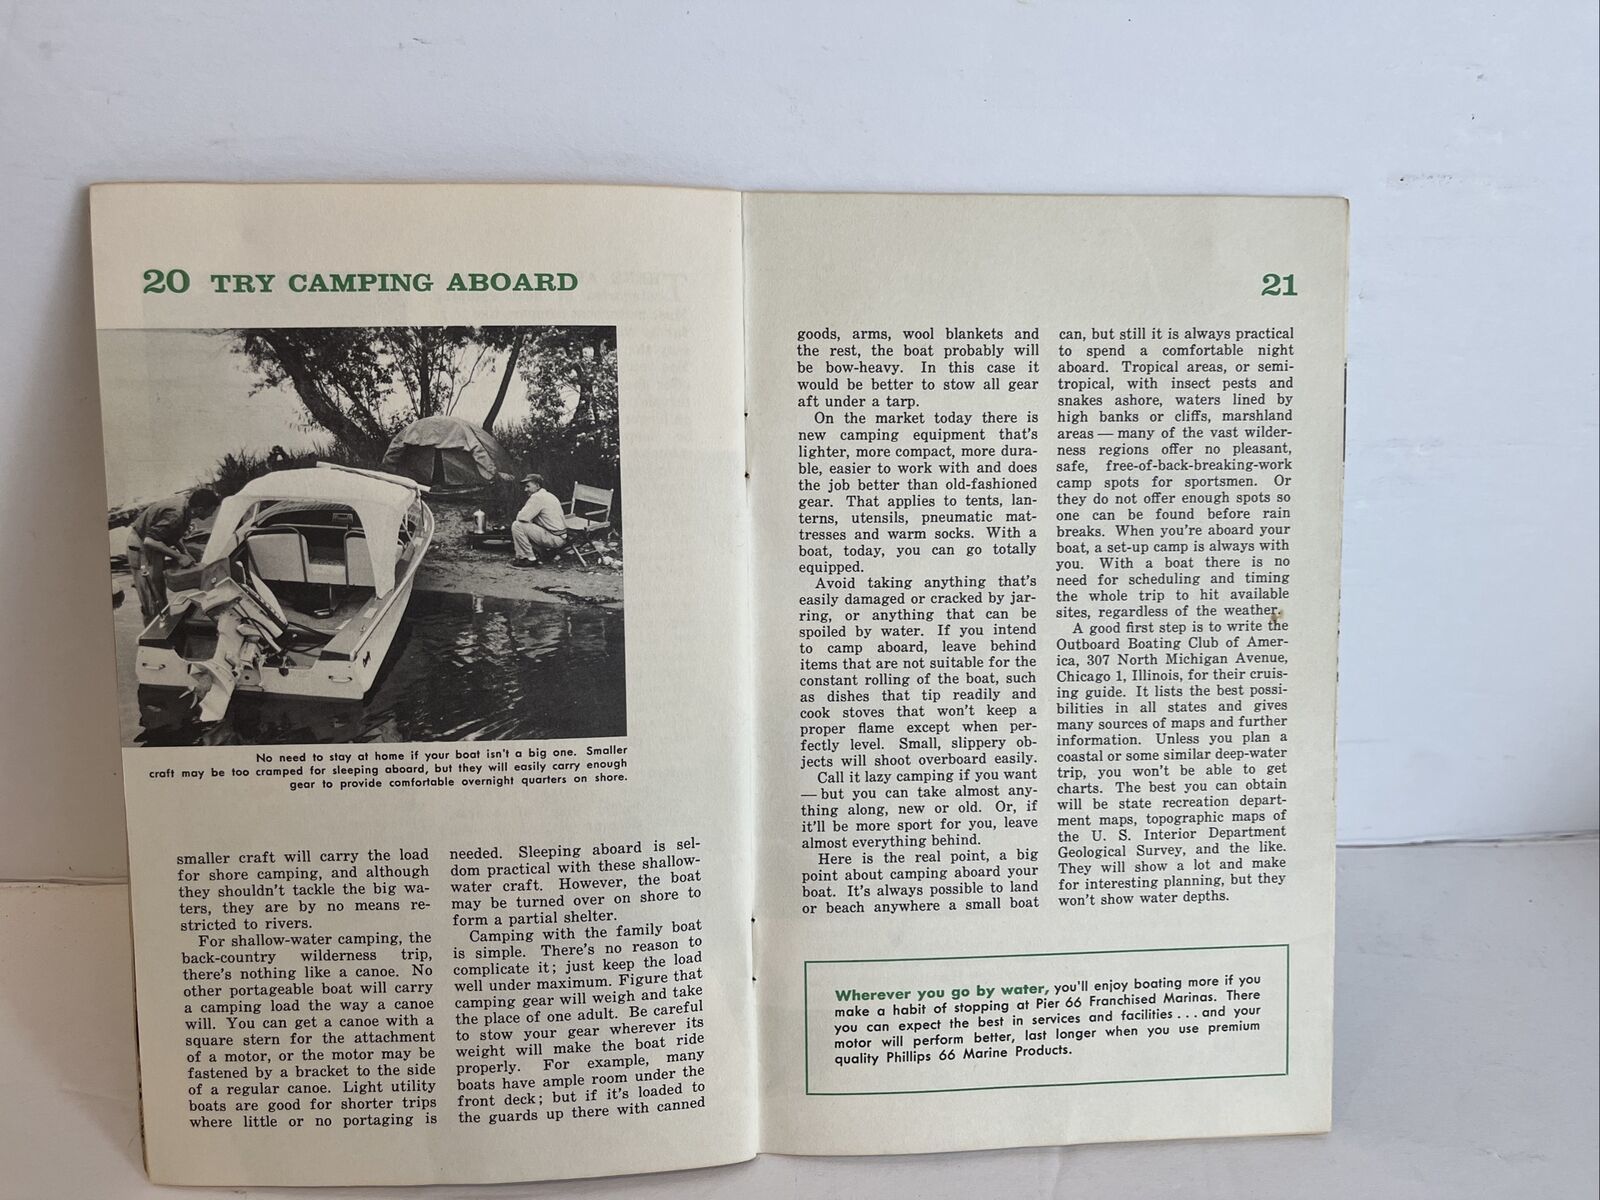 20 TRY CAMPING ABOARD
No need to stay at home if your boat isn't a big one. Smaller
craft may be too cramped for sleeping aboard, but they will easily carry enough
gear to provide comfortable overnight quarters on shore.
smaller craft will carry the load
for shore camping, and although
they shouldn't tackle the big wa-
ters, they are by no means re-
stricted to rivers.
For shallow-water camping, the
back-country wilderness trip,
there's nothing like a canoe. No
other portageable boat will carry
a camping load the way a canoe
will. You can get a canoe with a
square stern for the attachment
of a motor, or the motor may be
fastened by a bracket to the side
of a regular canoe. Light utility
boats are good for shorter trips
where little or no portaging is
needed. Sleeping aboard is sel-
dom practical with these shallow-
water craft. However, the boat
may be turned over on shore to
form a partial shelter.
Camping with the family boat
is simple. There's no reason to
complicate it; just keep the load
well under maximum. Figure that
camping gear will weigh and take
the place of one adult. Be careful
to stow your gear wherever its
weight will make the boat ride
properly. For example, many
boats have ample room under the
front deck; but if it's loaded to
the guards up there with canned
21
goods, arms, wool blankets and
the rest, the boat probably will
be bow-heavy. In this case it
would be better to stow all gear
aft under a tarp.
On the market today there is
new camping equipment that's
lighter, more compact, more dura-
ble, easier to work with and does
the job better than old-fashioned
gear. That applies to tents, lan-
terns, utensils, pneumatic mat-
tresses and warm socks. With a
boat, today, you can go totally
equipped.
Avoid taking anything that's
easily damaged or cracked by jar-
ring, or anything that can be
spoiled by water. If you intend
to camp aboard, leave behind
items that are not suitable for the
constant rolling of the boat, such
as dishes that tip readily and
cook stoves that won't keep a
proper flame except when per-
fectly level. Small, slippery ob-
jects will shoot overboard easily.
Call it lazy camping if you want
— but you can take almost any-
thing along, new or old. Or, if
it'll be more sport for you, leave
almost everything behind.
Here is the real point, a big
point about camping aboard your
boat. It's always possible to land
or beach anywhere a small boat
can, but still it is always practical
to spend a comfortable night
aboard. Tropical areas, or semi-
tropical, with insect pests and
snakes ashore, waters lined by
high banks or cliffs, marshland
areas — many of the vast wilder-
ness regions offer no pleasant,
safe, free-of-back-breaking-work
camp spots for sportsmen. Or
they do not offer enough spots so
one can be found before rain
breaks. When you're aboard your
boat, a set-up camp is always with
you. With a boat there is no
need for scheduling and timing
the whole trip to hit available
sites, regardless of the weather.
A good first step is to write the
Outboard Boating Club of Amer-
ica, 307 North Michigan Avenue,
Chicago 1, Illinois, for their cruis-
ing guide. It lists the best possi-
bilities in all states and gives
many sources of maps and further
information. Unless you plan a
coastal or some similar deep-water
trip, you won't be able to get
charts. The best you can obtain
will be state recreation depart-
ment maps, topographic maps of
the U. S. Interior Department
Geological Survey, and the like.
They will show a lot and make
for interesting planning, but they
won't show water depths.
Wherever you go by water, you'll enjoy boating more if you
make a habit of stopping at Pier 66 Franchised Marinas. There
you can expect the best in services and facilities . . . and your
motor will perform better, last longer when you use premium
quality Phillips 66 Marine Products.